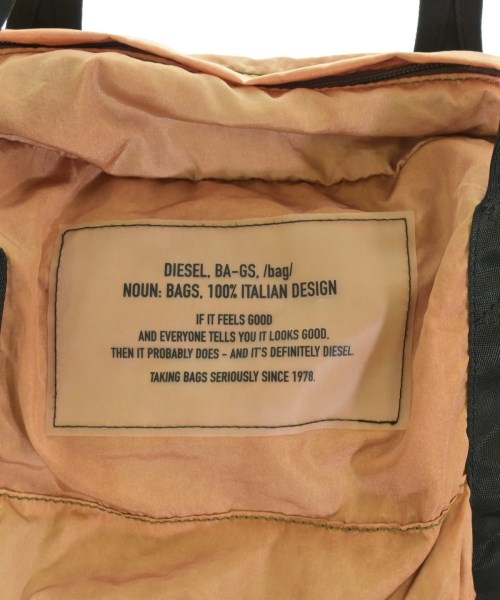 DIESEL, BA-GS, /bag/
NOUN: BAGS, 100% ITALIAN DESIGN
IF IT FEELS GOOD
AND EVERYONE TELLS YOU IT LOOKS GOOD,
THEN IT PROBABLY DOES - AND IT'S DEFINITELY DIESEL.
TAKING BAGS SERIOUSLY SINCE 1978.